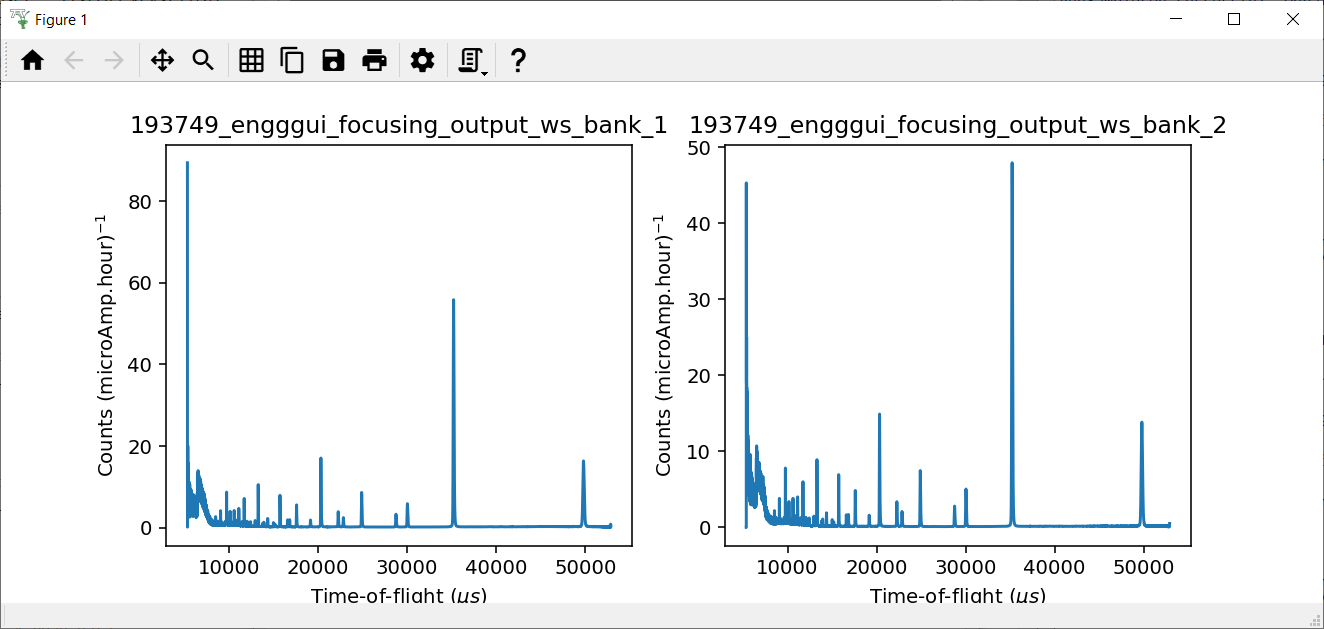 Figure 1
193749_engggui_focusing_output_ws_bank_1
193749_engggui_focusing_output_ws_bank_2
Counts (microAmp.hour)⁻¹
80
60
40
20
0
10000 20000 30000 40000 50000
Time-of-flight (μs)
Counts (microAmp.hour)⁻¹
50
40
30
20
10
0
10000 20000 30000 40000 50000
Time-of-flight (μs)